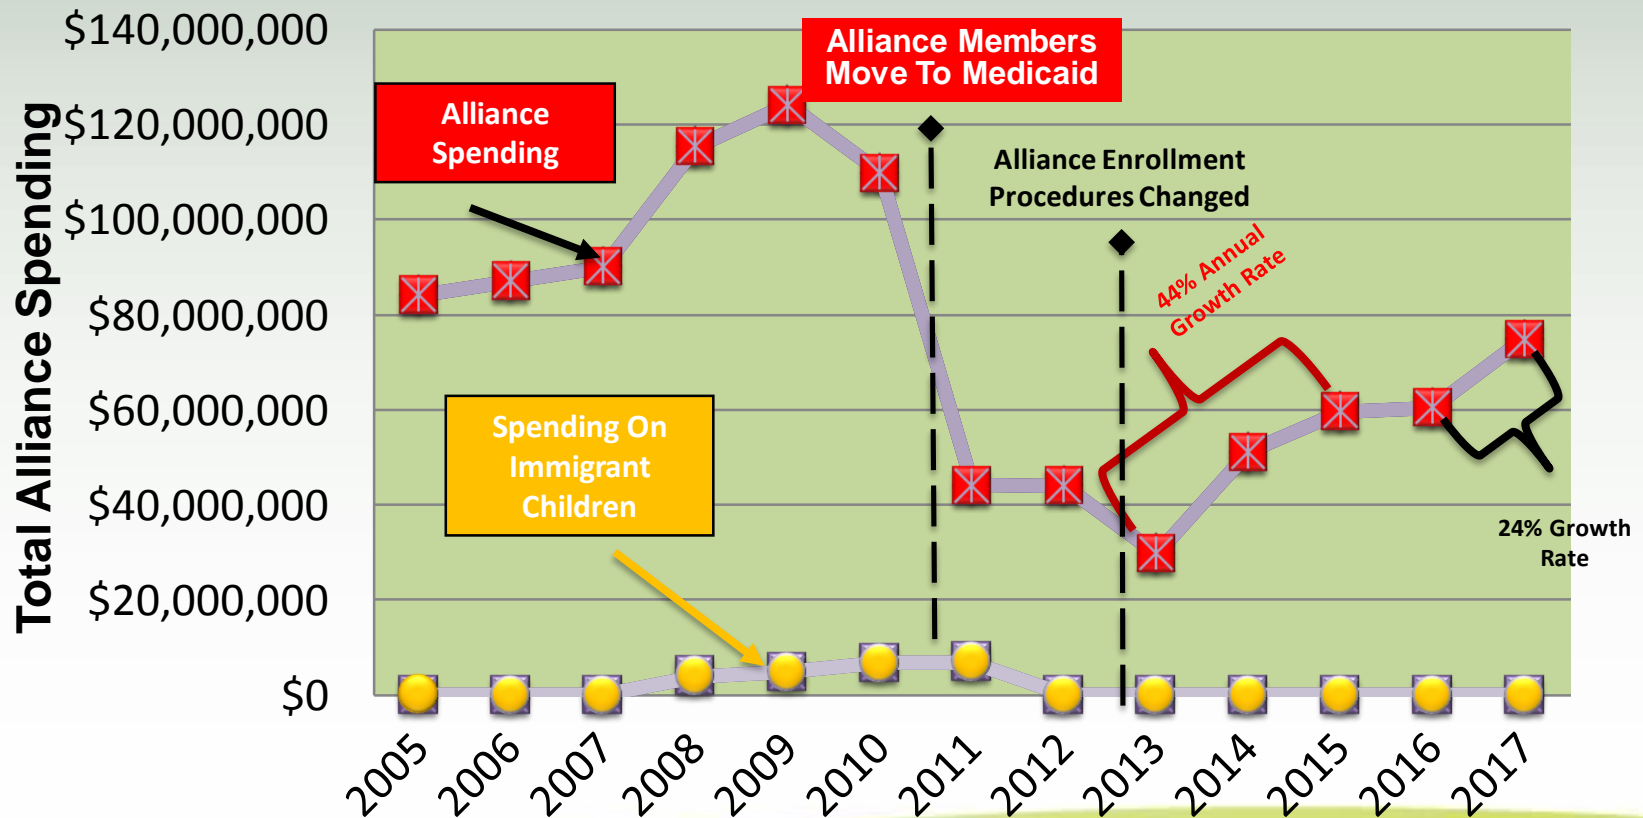 Total Alliance Spending
$140,000,000
$120,000,000
$100,000,000
$80,000,000
$60,000,000
$40,000,000
$20,000,000
$0
Alliance
Spending
Alliance Members
Move To Medicaid
Alliance Enrollment
Procedures Changed
44% Annual
Growth Rate
Spending On
Immigrant
Children
24% Growth
Rate
2005
2006
2007
2008
2009
2010
2011
2012
2013
2014
2015
2016
2017